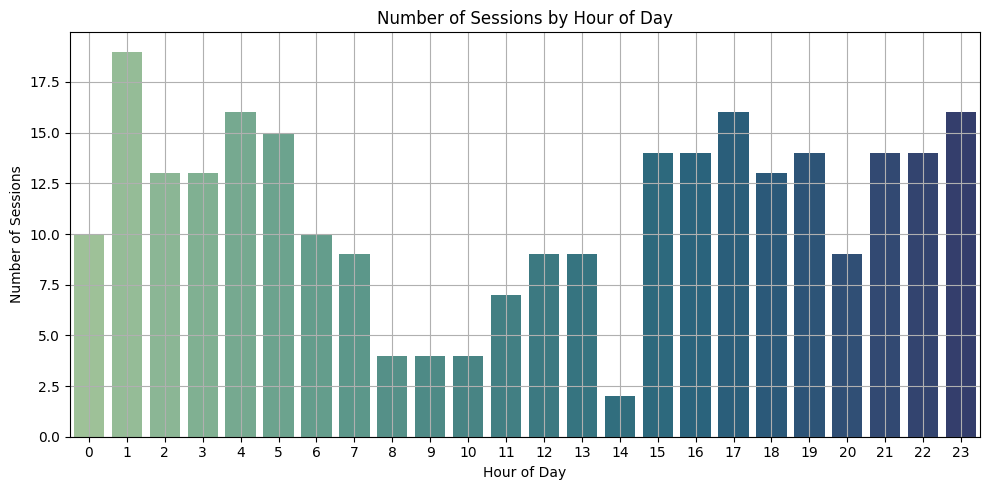 Number of Sessions by Hour of Day
Number of Sessions
17.5
15.0
12.5
10.0
7.5
5.0
2.5
0.0
0 1 2 3 4 5 6 7 8 9 10 11 12 13 14 15 16 17 18 19 20 21 22 23
Hour of Day